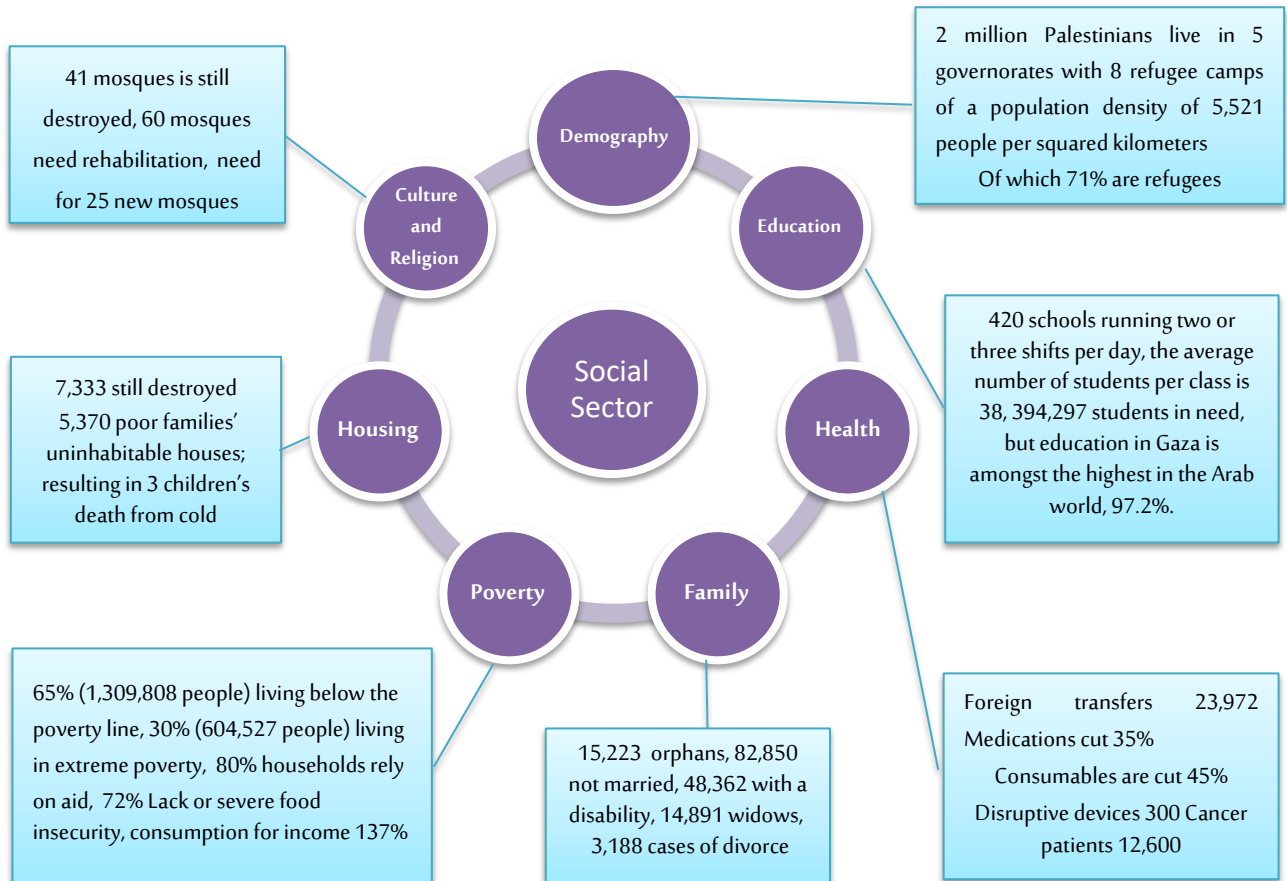 41 mosques is still
destroyed, 60 mosques
need rehabilitation, need
for 25 new mosques
Demography
2 million Palestinians live in 5
governorates with 8 refugee camps
of a population density of 5,521
people per squared kilometers
Of which 71% are refugees
Culture
and
Religion
Education
420 schools running two or
three shifts per day, the average
number of students per class is
38, 394,297 students in need,
but education in Gaza is
amongst the highest in the Arab
world, 97.2%.
Social
Sector
7,333 still destroyed
5,370 poor families'
uninhabitable houses;
resulting in 3 children's
death from cold
Housing
Health
Poverty
Family
65% (1,309,808 people) living below the
poverty line, 30% (604,527 people) living
in extreme poverty, 80% households rely
on aid, 72% Lack or severe food
insecurity, consumption for income 137%
15,223 orphans, 82,850
not married, 48,362 with a
disability, 14,891 widows,
3,188 cases of divorce
Foreign transfers 23,972
Medications cut 35%
Consumables are cut 45%
Disruptive devices 300 Cancer
patients 12,600